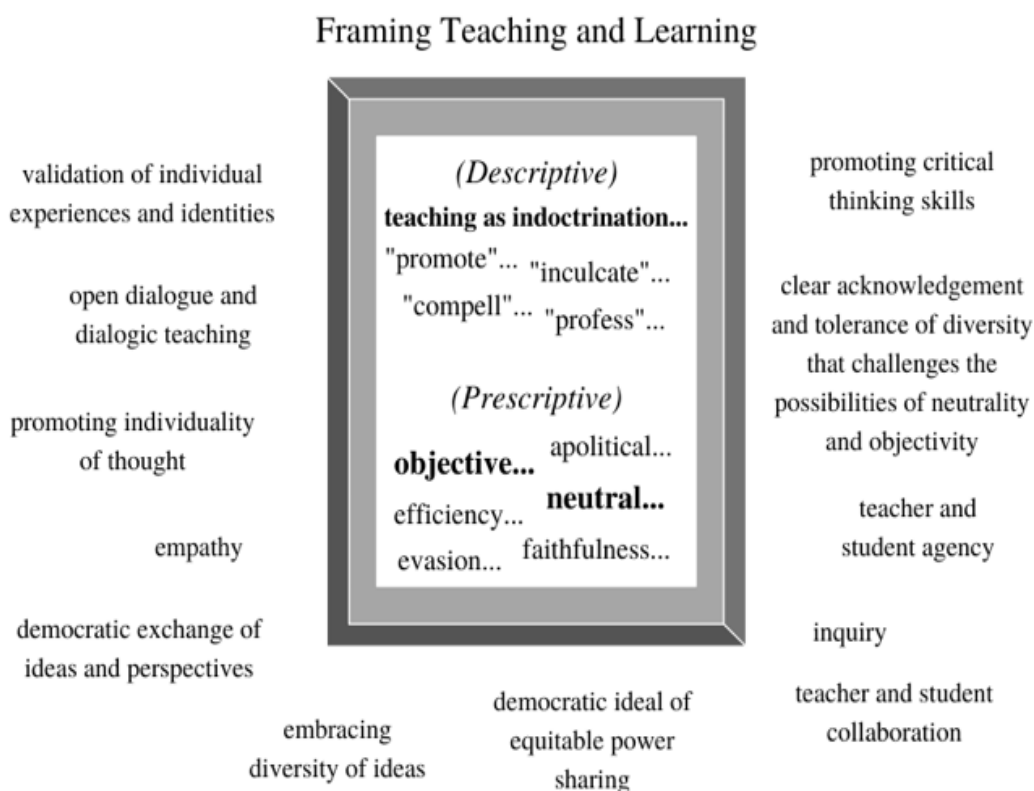 Framing Teaching and Learning
validation of individual
experiences and identities
open dialogue and
dialogic teaching
promoting individuality
of thought
empathy
democratic exchange of
ideas and perspectives
embracing
diversity of ideas
(Descriptive)
teaching as indoctrination...
"promote"... "inculcate"...
"compell"... "profess"...
(Prescriptive)
objective... apolitical...
efficiency... neutral...
evasion... faithfulness...
democratic ideal of
equitable power
sharing
promoting critical
thinking skills
clear acknowledgement
and tolerance of diversity
that challenges the
possibilities of neutrality
and objectivity
teacher and
student agency
inquiry
teacher and student
collaboration